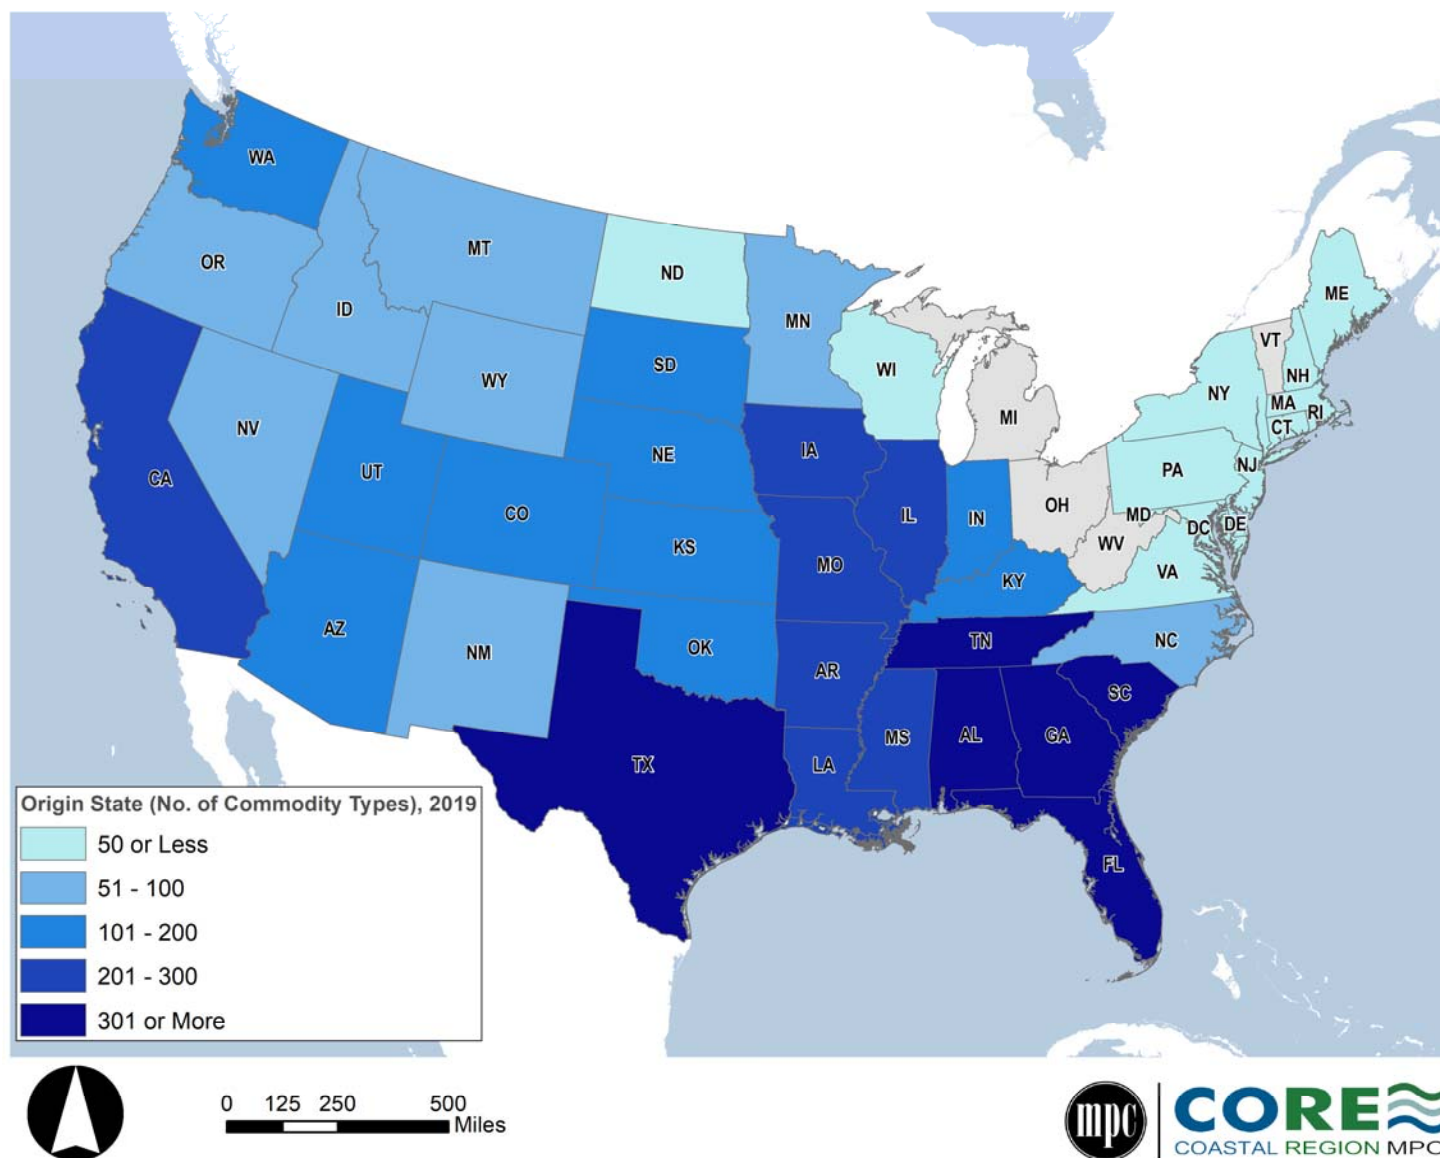 WA
OR
MT
ID
ND
MN
ME
VT
NH
WY
SD
WI
NY
MA
RI
CT
MI
NV
NE
IA
PA
NJ
CA
UT
CO
IL
IN
OH
MD
DC
DE
WV
KS
MO
KY
VA
AZ
NM
OK
AR
TN
NC
SC
TX
LA
MS
AL
GA
FL
Origin State (No. of Commodity Types), 2019
50 or Less
51 - 100
101 - 200
201 - 300
301 or More
0 125 250 500
Miles
mpc
CORE
COASTAL REGION MPO